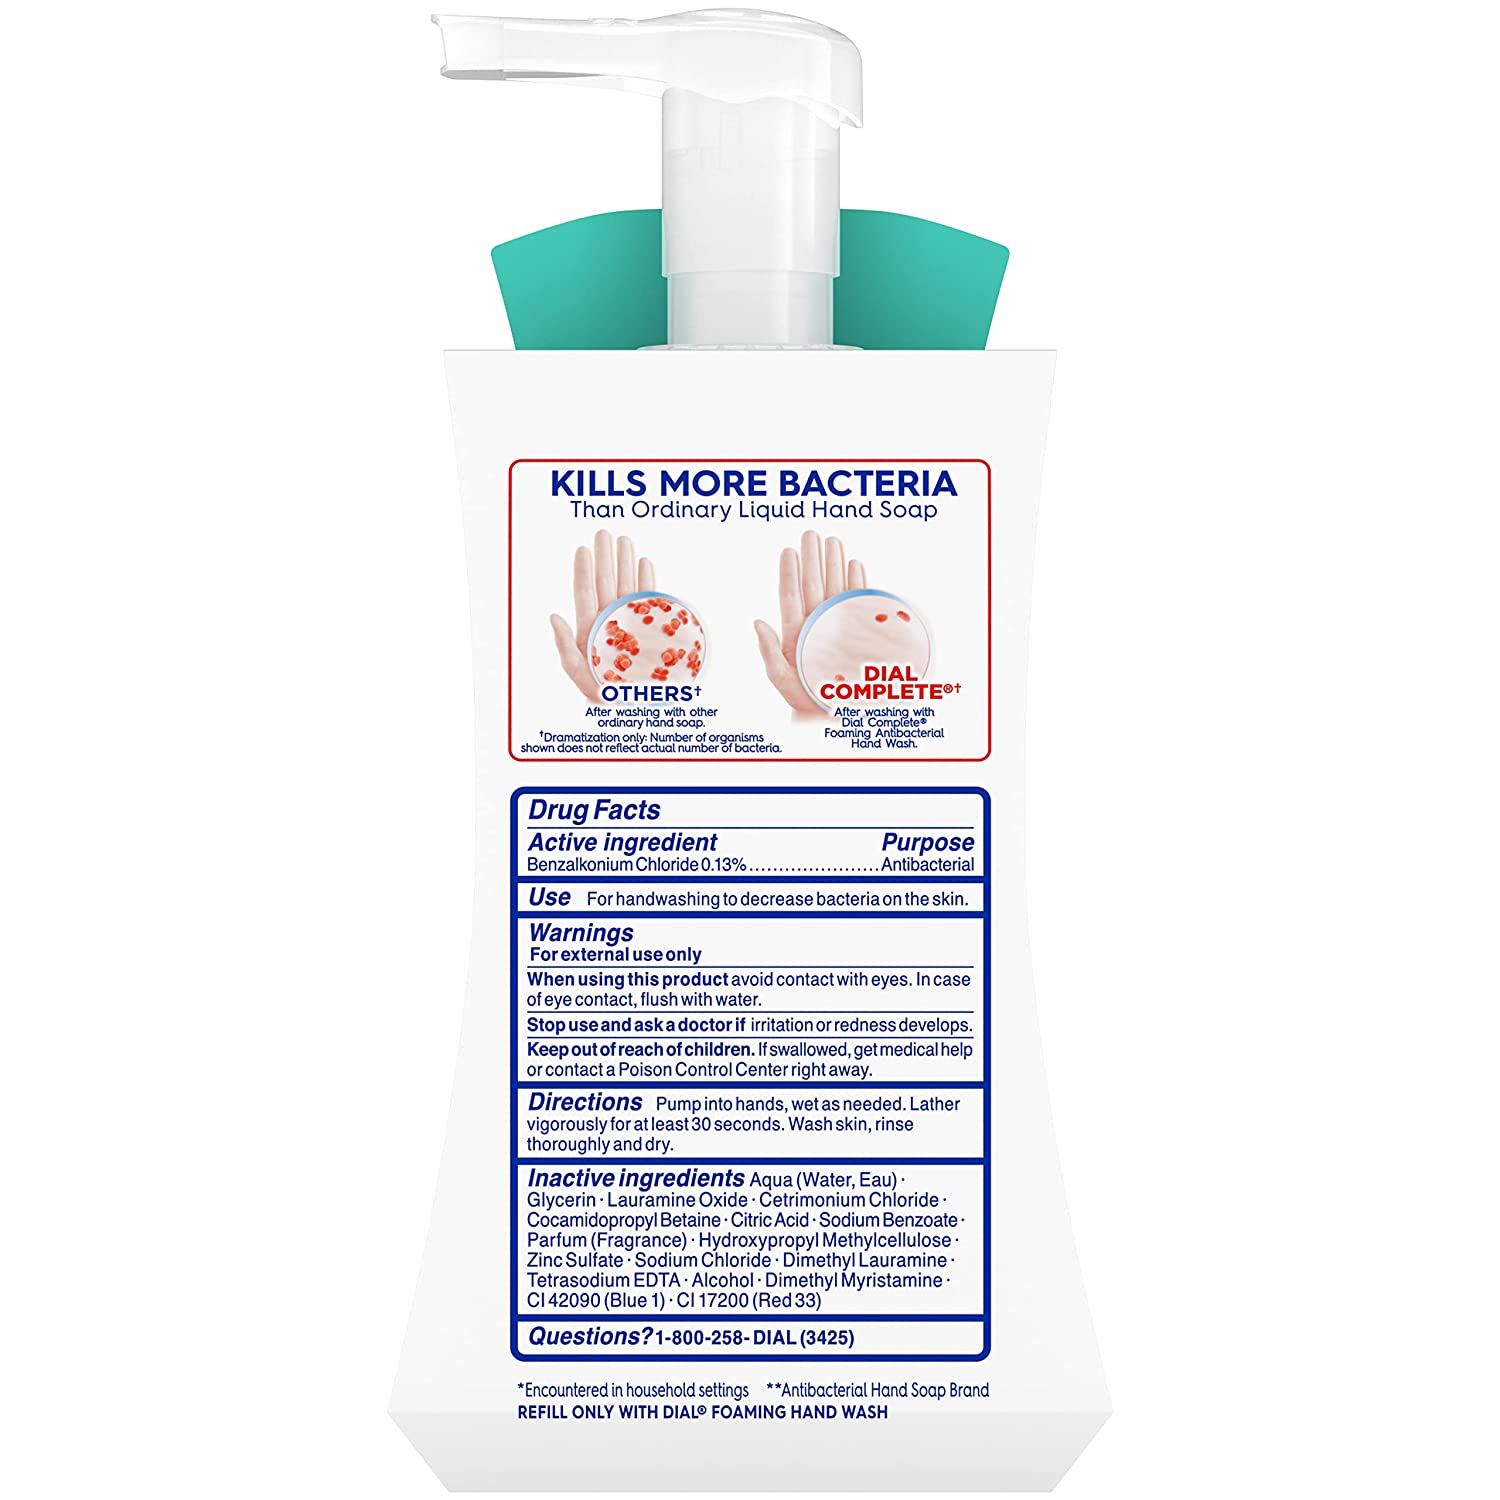 KILLS MORE BACTERIA
Than Ordinary Liquid Hand Soap
OTHERS†
After washing with other
ordinary hand soap.
†Dramatization only: Number of organisms
shown does not reflect actual number of bacteria.
DIAL
COMPLETE®†
After washing with
Dial Complete®
Foaming Antibacterial
Hand Wash.
Drug Facts
Active ingredient Purpose
Benzalkonium Chloride 0.13%......................Antibacterial
Use For handwashing to decrease bacteria on the skin.
Warnings
For external use only
When using this product avoid contact with eyes. In case
of eye contact, flush with water.
Stop use and ask a doctor if irritation or redness develops.
Keep out of reach of children. If swallowed, get medical help
or contact a Poison Control Center right away.
Directions Pump into hands, wet as needed. Lather
vigorously for at least 30 seconds. Wash skin, rinse
thoroughly and dry.
Inactive ingredients Aqua (Water, Eau) ·
Glycerin · Lauramine Oxide · Cetrimonium Chloride ·
Cocamidopropyl Betaine · Citric Acid · Sodium Benzoate ·
Parfum (Fragrance) · Hydroxypropyl Methylcellulose ·
Zinc Sulfate · Sodium Chloride · Dimethyl Lauramine ·
Tetrasodium EDTA · Alcohol · Dimethyl Myristamine ·
CI 42090 (Blue 1) · CI 17200 (Red 33)
Questions? 1-800-258- DIAL (3425)
*Encountered in household settings **Antibacterial Hand Soap Brand
REFILL ONLY WITH DIAL® FOAMING HAND WASH